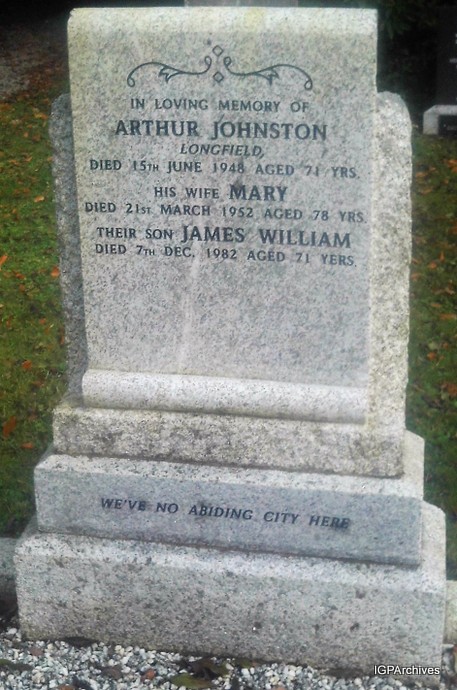 IN LOVING MEMORY OF
ARTHUR JOHNSTON
LONGFIELD,
DIED 15TH JUNE 1948 AGED 71 YRS.
HIS WIFE MARY
DIED 21ST MARCH 1952 AGED 78 YRS.
THEIR SON JAMES WILLIAM
DIED 7TH DEC. 1982 AGED 71 YERS.
WE'VE NO ABIDING CITY HERE
IGPArchives